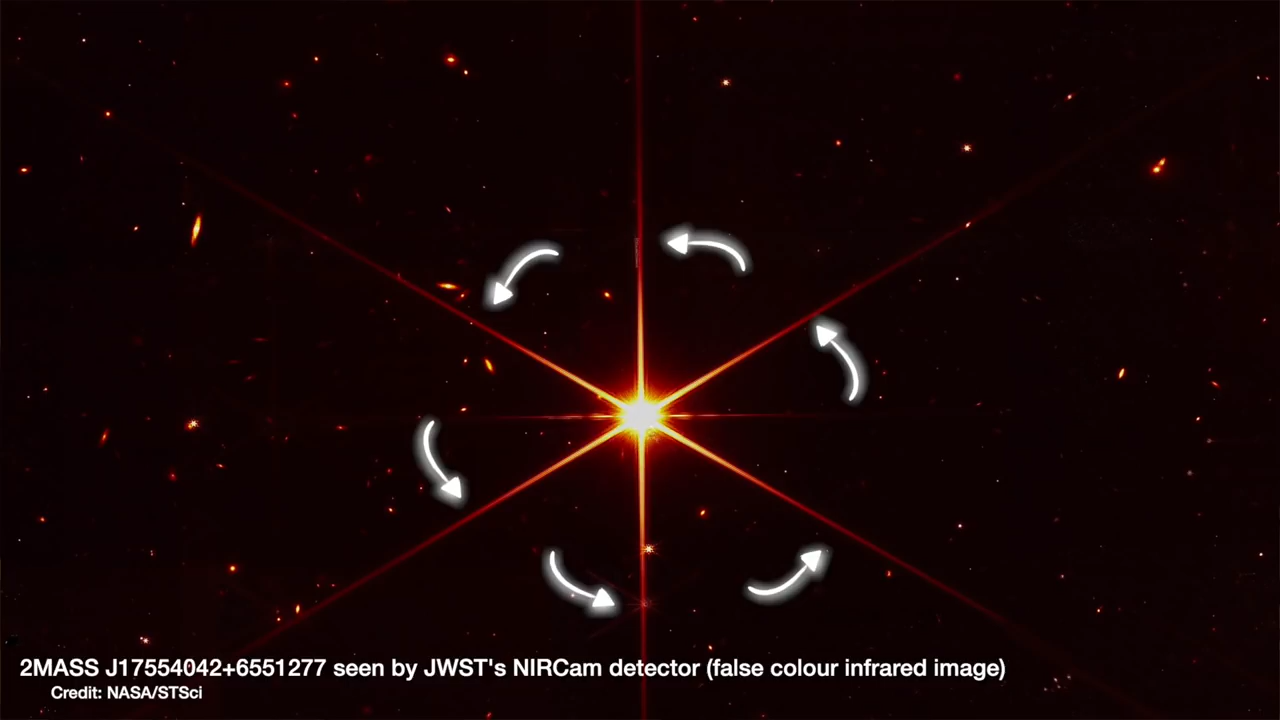 2MASS J17554042+6551277 seen by JWST's NIRCam detector (false colour infrared image)
Credit: NASA/STSci